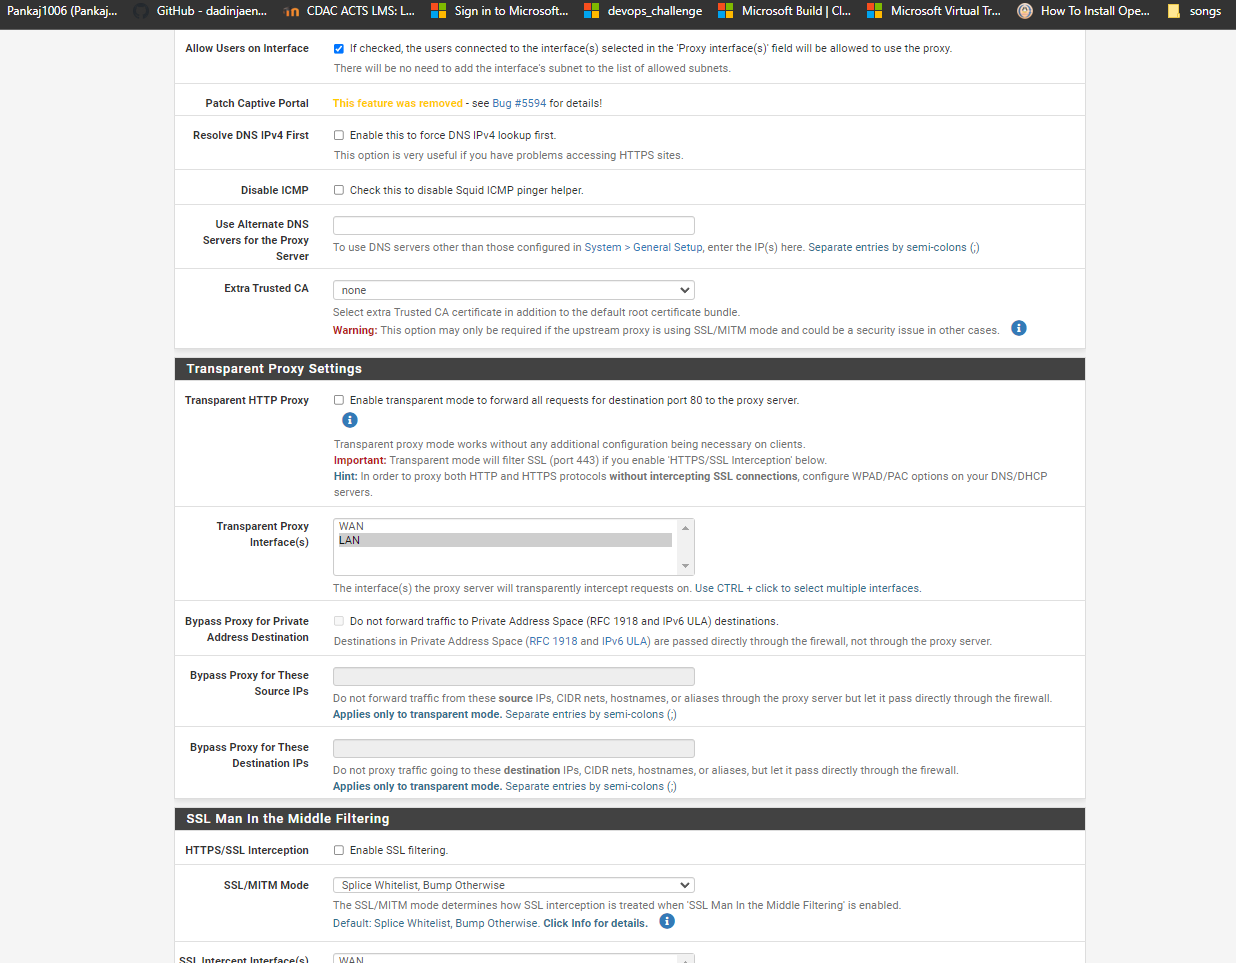 Pankaj1006 (Pankaj... GitHub - dadinjaen... CDAC ACTS LMS: L... Sign in to Microsoft... devops_challenge Microsoft Build | Cl... Microsoft Virtual Tr... How To Install Ope... songs
Allow Users on Interface If checked, the users connected to the interface(s) selected in the 'Proxy interface(s)' field will be allowed to use the proxy.
There will be no need to add the interface's subnet to the list of allowed subnets.
Patch Captive Portal This feature was removed - see Bug #5594 for details!
Resolve DNS IPv4 First Enable this to force DNS IPv4 lookup first.
This option is very useful if you have problems accessing HTTPS sites.
Disable ICMP Check this to disable Squid ICMP pinger helper.
Use Alternate DNS
Servers for the Proxy
Server
To use DNS servers other than those configured in System > General Setup, enter the IP(s) here. Separate entries by semi-colons (;)
Extra Trusted CA none
Select extra Trusted CA certificate in addition to the default root certificate bundle.
Warning: This option may only be required if the upstream proxy is using SSL/MITM mode and could be a security issue in other cases.
Transparent Proxy Settings
Transparent HTTP Proxy Enable transparent mode to forward all requests for destination port 80 to the proxy server.
Transparent proxy mode works without any additional configuration being necessary on clients.
Important: Transparent mode will filter SSL (port 443) if you enable 'HTTPS/SSL Interception' below.
Hint: In order to proxy both HTTP and HTTPS protocols without intercepting SSL connections, configure WPAD/PAC options on your DNS/DHCP
servers.
Transparent Proxy
Interface(s)
WAN
LAN
The interface(s) the proxy server will transparently intercept requests on. Use CTRL + click to select multiple interfaces.
Bypass Proxy for Private
Address Destination
Do not forward traffic to Private Address Space (RFC 1918 and IPv6 ULA) destinations.
Destinations in Private Address Space (RFC 1918 and IPv6 ULA) are passed directly through the firewall, not through the proxy server.
Bypass Proxy for These
Source IPs
Do not forward traffic from these source IPs, CIDR nets, hostnames, or aliases through the proxy server but let it pass directly through the firewall.
Applies only to transparent mode. Separate entries by semi-colons (;)
Bypass Proxy for These
Destination IPs
Do not proxy traffic going to these destination IPs, CIDR nets, hostnames, or aliases, but let it pass directly through the firewall.
Applies only to transparent mode. Separate entries by semi-colons (;)
SSL Man In the Middle Filtering
HTTPS/SSL Interception Enable SSL filtering.
SSL/MITM Mode Splice Whitelist, Bump Otherwise
The SSL/MITM mode determines how SSL interception is treated when 'SSL Man In the Middle Filtering' is enabled.
Default: Splice Whitelist, Bump Otherwise. Click Info for details.
SSL Intercept Interface(s) WAN